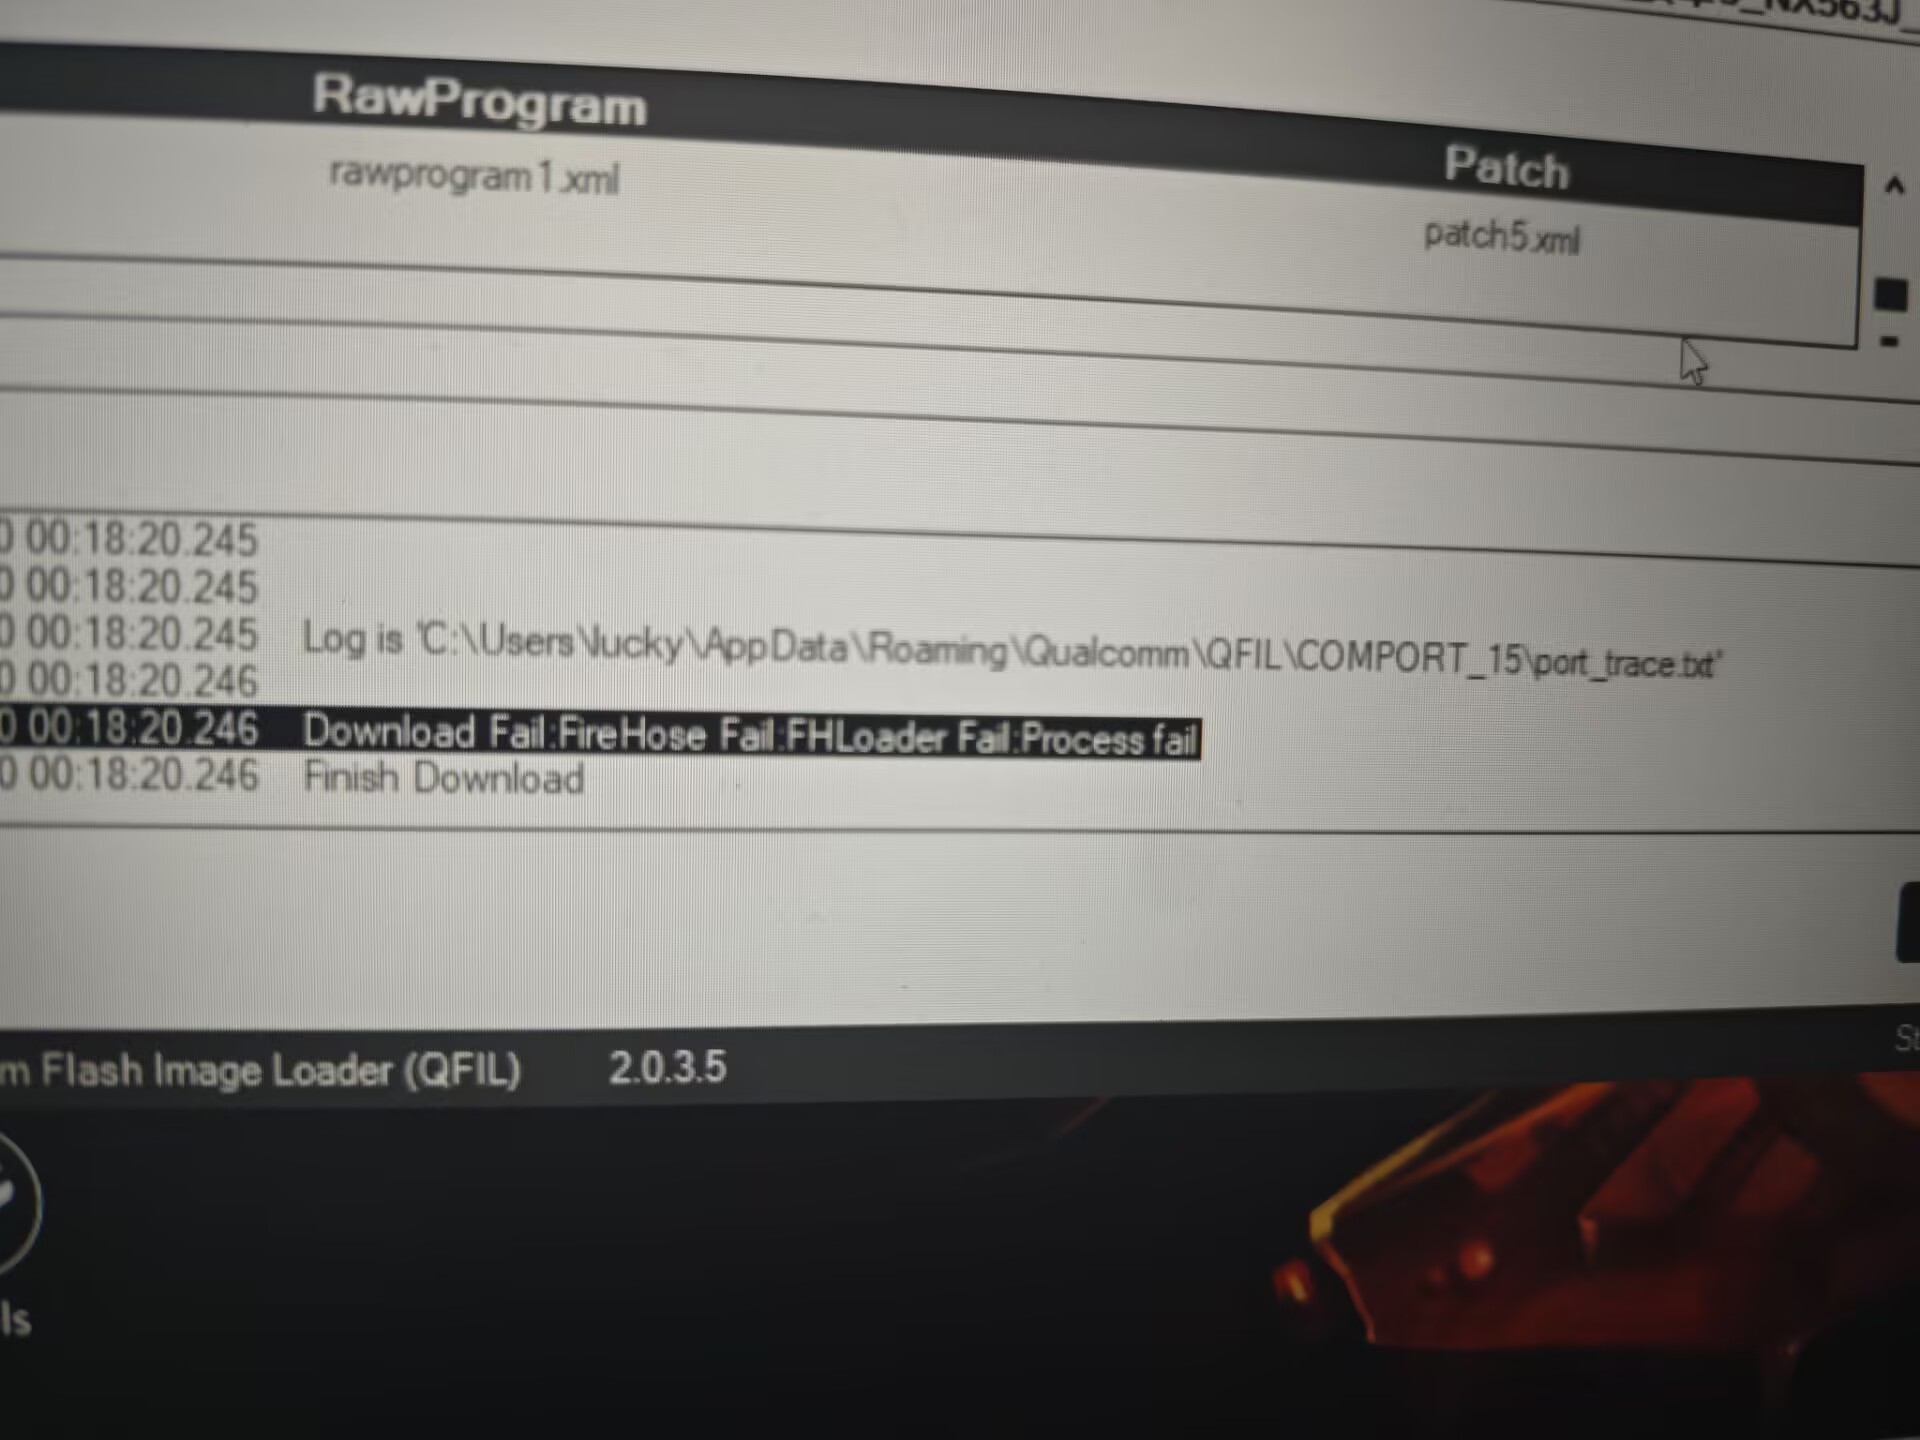 NX563J_
RawProgram
Patch
rawprogram1.xml
patch5.xml
0 00:18:20.245
0 00:18:20.245
0 00:18:20.245 Log is 'C:\Users\lucky\AppData\Roaming\Qualcomm\QFIL\COMPORT_15\port_trace.txt'
0 00:18:20.246
0 00:18:20.246 Download Fail:FireHose Fail:FHLoader Fail:Process fail
0 00:18:20.246 Finish Download
St
m Flash Image Loader (QFIL) 2.0.3.5
ls